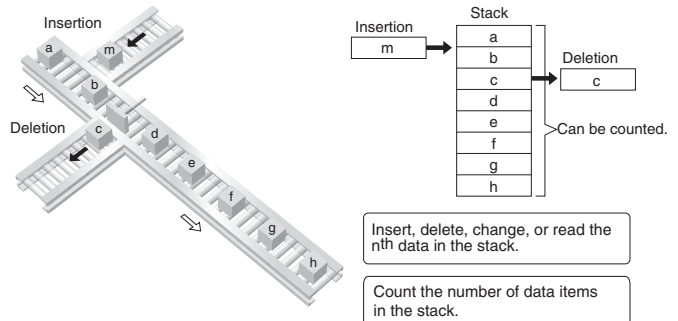 Insertion
a
m
b
Deletion
c
d
e
f
g
h
Stack
Insertion
m
a
b
c
d
e
f
g
h
Deletion
c
Can be counted.
Insert, delete, change, or read the
nth data in the stack.
Count the number of data items
in the stack.